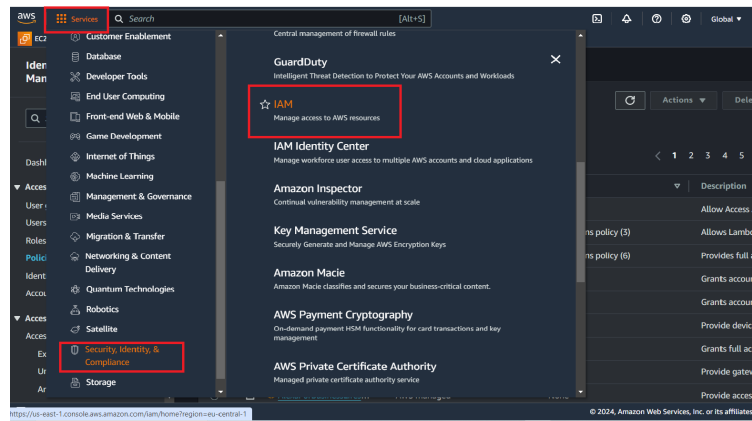 aws
Services
Search
[Alt+S]
Global
EC2
Customer Enablement
Database
Developer Tools
End User Computing
Front-end Web & Mobile
Game Development
Internet of Things
Machine Learning
Management & Governance
Media Services
Migration & Transfer
Networking & Content
Delivery
Quantum Technologies
Robotics
Satellite
Security, Identity, &
Compliance
Storage
Central management of firewall rules
GuardDuty
Intelligent Threat Detection to Protect Your AWS Accounts and Workloads
IAM
Manage access to AWS resources
IAM Identity Center
Manage workforce user access to multiple AWS accounts and cloud applications
Amazon Inspector
Continual vulnerability management at scale
Key Management Service
Securely Generate and Manage AWS Encryption Keys
Amazon Macie
Amazon Macie classifies and secures your business-critical content.
AWS Payment Cryptography
On-demand payment HSM functionality for card transactions and key
management
AWS Private Certificate Authority
Managed private certificate authority service
Iden
Man
Dashl
Acces
User
Users
Roles
Polici
Ident
Accou
Acces
Acces
Ex
Ur
Ar
Actions
Dele
1 2 3 4 5
Description
Allow Access
ns policy (3)
Allows Lambd
ns policy (6)
Provides full a
Grants accour
Grants accour
Provide devic
Grants full ac
Provide gatev
Provide acces
None
https://us-east-1.console.aws.amazon.com/iam/home?region=eu-central-1
© 2024, Amazon Web Services, Inc. or its affiliates